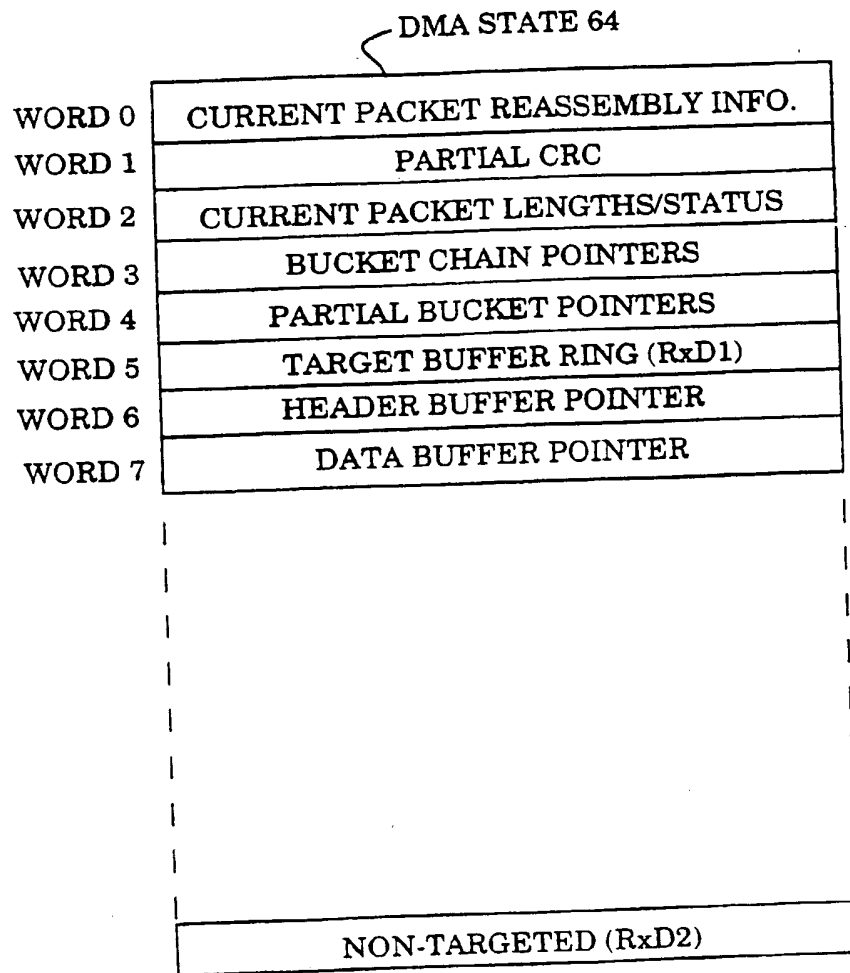 DMA STATE 64
WORD 0 CURRENT PACKET REASSEMBLY INFO.
WORD 1 PARTIAL CRC
WORD 2 CURRENT PACKET LENGTHS/STATUS
WORD 3 BUCKET CHAIN POINTERS
WORD 4 PARTIAL BUCKET POINTERS
WORD 5 TARGET BUFFER RING (RxD1)
WORD 6 HEADER BUFFER POINTER
WORD 7 DATA BUFFER POINTER
NON-TARGETED (RxD2)